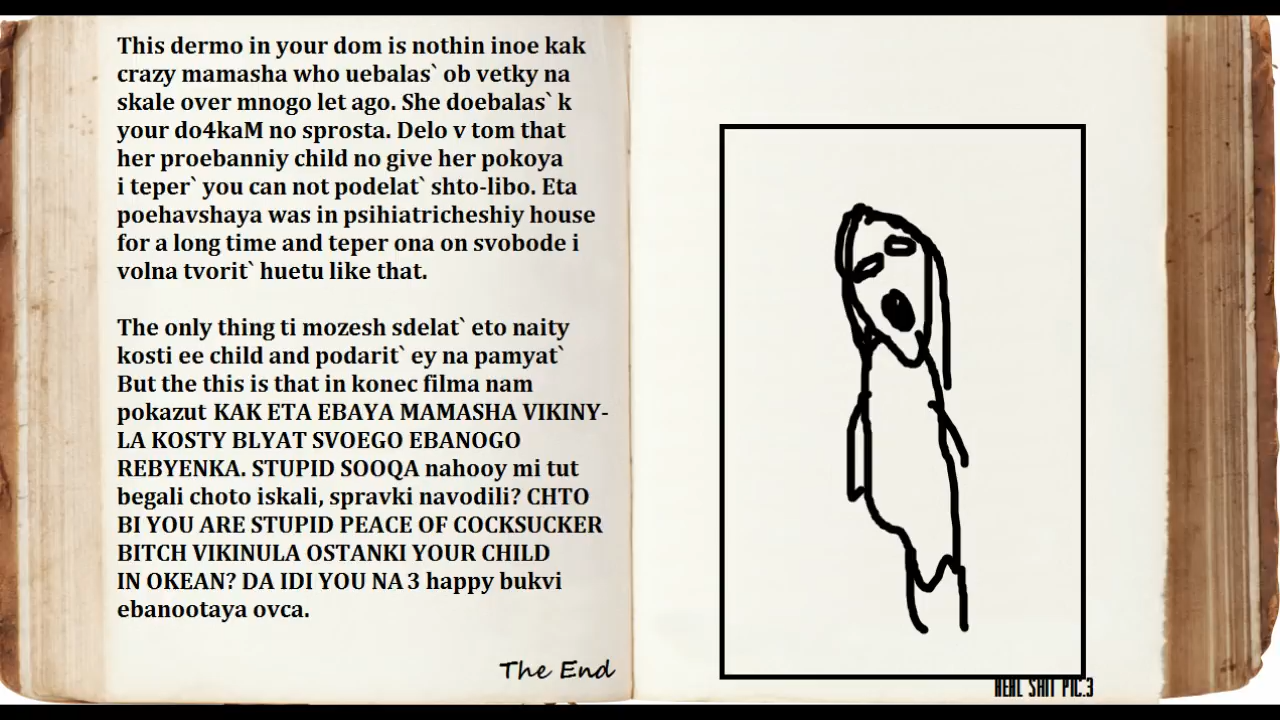 This dermo in your dom is nothin inoe kak
crazy mamasha who uebalas` ob vetky na
skale over mnogo let ago. She doebalas` k
your do4kaM no sprosta. Delo v tom that
her proebanniy child no give her pokoya
i teper` you can not podelat` shto-libo. Eta
poehavshaya was in psihiatricheshiy house
for a long time and teper ona on svobode i
volna tvorit` huetu like that.
The only thing ti mozesh sdelat` eto naity
kosti ee child and podarit` ey na pamyat`
But the this is that in konec filma nam
pokazut KAK ETA EBAYA MAMASHA VIKINY-
LA KOSTY BLYAT SVOEGO EBANOGO
REBYENKA. STUPID SOOQA nahooy mi tut
begali choto iskali, spravki navodili? CHTO
BI YOU ARE STUPID PEACE OF COCKSUCKER
BITCH VIKINULA OSTANKI YOUR CHILD
IN OKEAN? DA IDI YOU NA 3 happy bukvi
ebanootaya ovca.
The End
REAL SHIT PIC.3